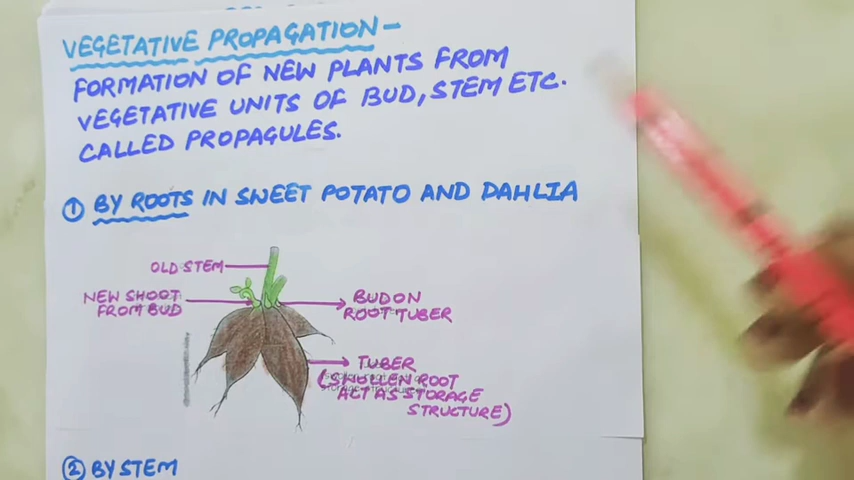 VEGETATIVE PROPAGATION-
FORMATION OF NEW PLANTS FROM
VEGETATIVE UNITS OF BUD, STEM ETC.
CALLED PROPAGULES.
① BY ROOTS IN SWEET POTATO AND DAHLIA
OLD STEM
NEW SHOOT
FROM BUD
BUD ON
ROOT TUBER
TUBER
(SWOLLEN ROOT
ACT AS STORAGE
STRUCTURE)
② BY STEM